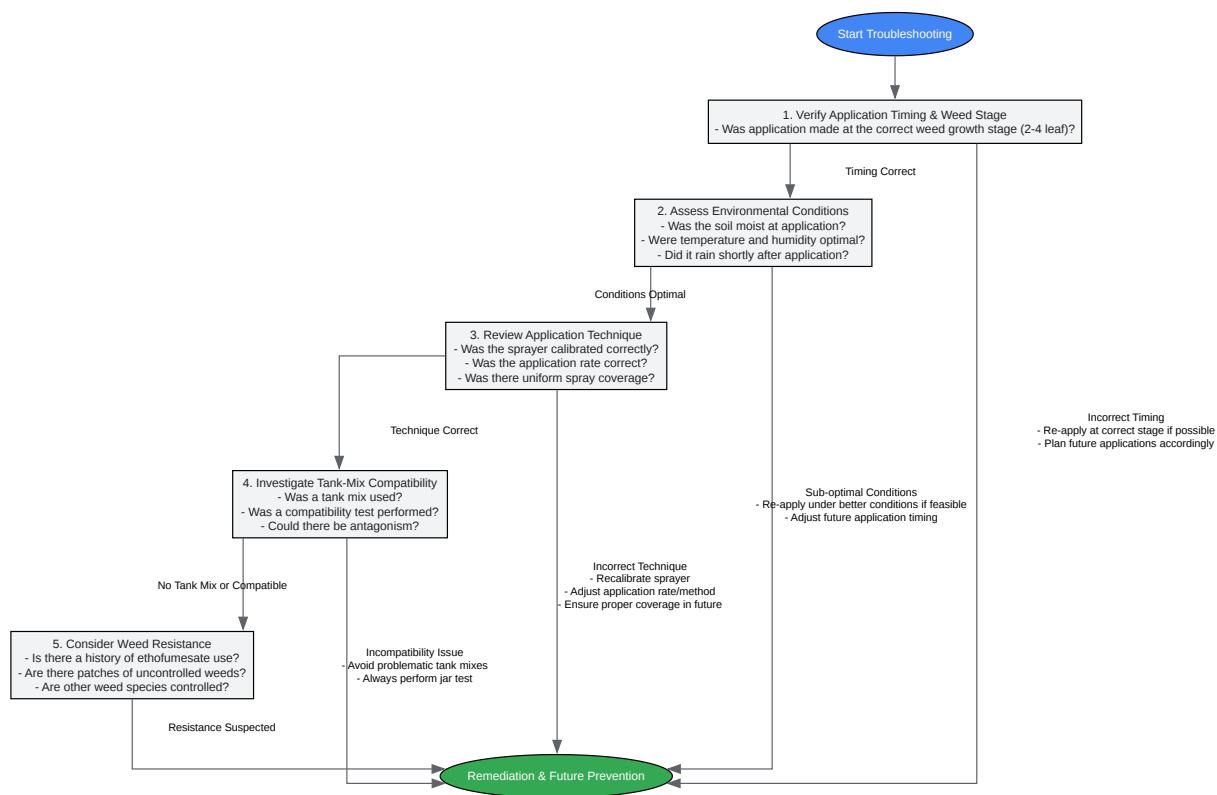 Start Troubleshooting
1. Verify Application Timing & Weed Stage
- Was application made at the correct weed growth stage (2-4 leaf)?
Timing Correct
2. Assess Environmental Conditions
- Was the soil moist at application?
- Were temperature and humidity optimal?
- Did it rain shortly after application?
Conditions Optimal
3. Review Application Technique
- Was the sprayer calibrated correctly?
- Was the application rate correct?
- Was there uniform spray coverage?
Incorrect Timing
- Re-apply at correct stage if possible
- Plan future applications accordingly
Technique Correct
4. Investigate Tank-Mix Compatibility
- Was a tank mix used?
- Was a compatibility test performed?
- Could there be antagonism?
Sub-optimal Conditions
- Re-apply under better conditions if feasible
- Adjust future application timing
Incorrect Technique
- Recalibrate sprayer
- Adjust application rate/method
- Ensure proper coverage in future
No Tank Mix or Compatible
5. Consider Weed Resistance
- Is there a history of ethofumesate use?
- Are there patches of uncontrolled weeds?
- Are other weed species controlled?
Incompatibility Issue
- Avoid problematic tank mixes
- Always perform jar test
Resistance Suspected
Remediation & Future Prevention